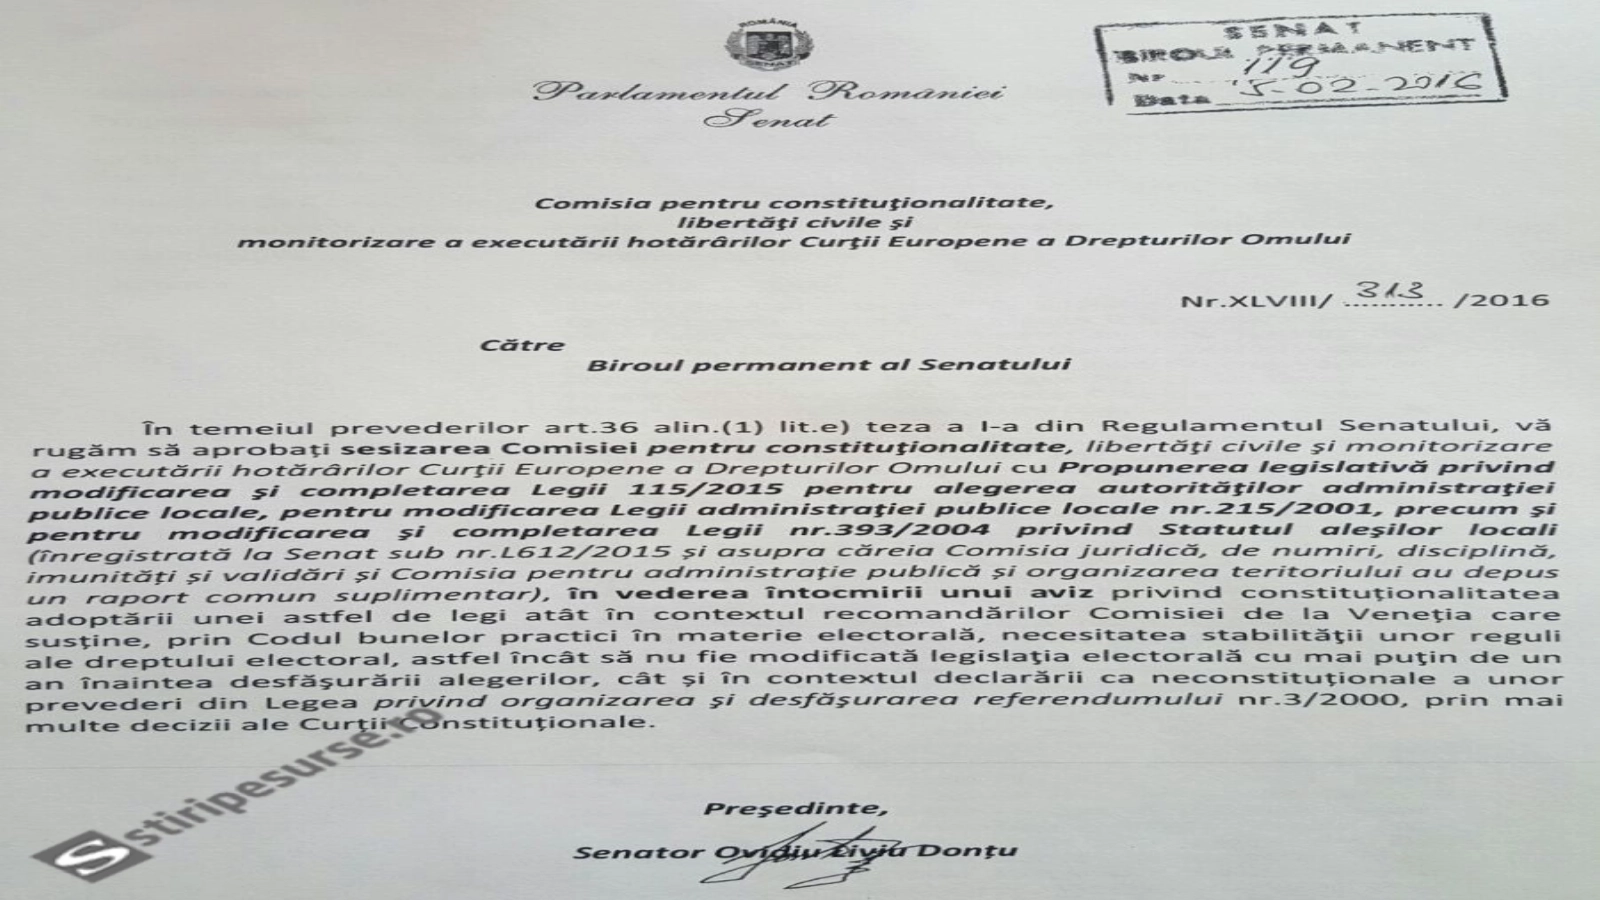 ROMÂNIA
SENAT
Parlamentul României
Senat
SENAT
BIROUL PERMANENT
Nr 119
Data 5-02-2016
Comisia pentru constituţionalitate,
libertăţi civile şi
monitorizare a executării hotărârilor Curţii Europene a Drepturilor Omului
Nr.XLVIII/ 313 /2016
Către
Biroul permanent al Senatului
În temeiul prevederilor art.36 alin.(1) lit.e) teza a I-a din Regulamentul Senatului, vă
rugăm să aprobaţi sesizarea Comisiei pentru constituţionalitate, libertăţi civile şi monitorizare
a executării hotărârilor Curţii Europene a Drepturilor Omului cu Propunerea legislativă privind
modificarea şi completarea Legii 115/2015 pentru alegerea autorităţilor administraţiei
publice locale, pentru modificarea Legii administraţiei publice locale nr.215/2001, precum şi
pentru modificarea şi completarea Legii nr.393/2004 privind Statutul aleşilor locali
(înregistrată la Senat sub nr.L612/2015 şi asupra căreia Comisia juridică, de numiri, disciplină,
imunităţi şi validări şi Comisia pentru administraţie publică şi organizarea teritoriului au depus
un raport comun suplimentar), în vederea întocmirii unui aviz privind constituţionalitatea
adoptării unei astfel de legi atât în contextul recomandărilor Comisiei de la Veneţia care
susţine, prin Codul bunelor practici în materie electorală, necesitatea stabilităţii unor reguli
ale dreptului electoral, astfel încât să nu fie modificată legislaţia electorală cu mai puţin de un
an înaintea desfăşurării alegerilor, cât şi în contextul declarării ca neconstituţionale a unor
prevederi din Legea privind organizarea şi desfăşurarea referendumului nr.3/2000, prin mai
multe decizii ale Curţii Constituţionale.
Preşedinte,
Senator Ovidiu Liviu Donţu
S stiripesurse.ro